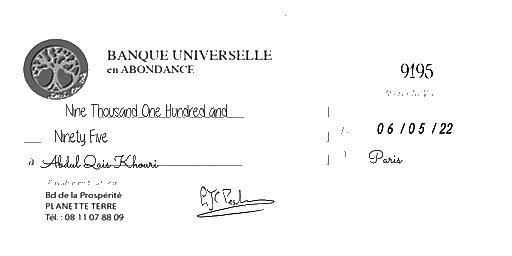 BANQUE UNIVERSELLE
en ABONDANCE
9195
Nine Thousand One Hundred and
Ninety Five
06/05/22
à Abdul Qais Khouri
Paris
Bd de la Prospérité
PLANETTE TERRE
Tél. : 08 11 07 88 09